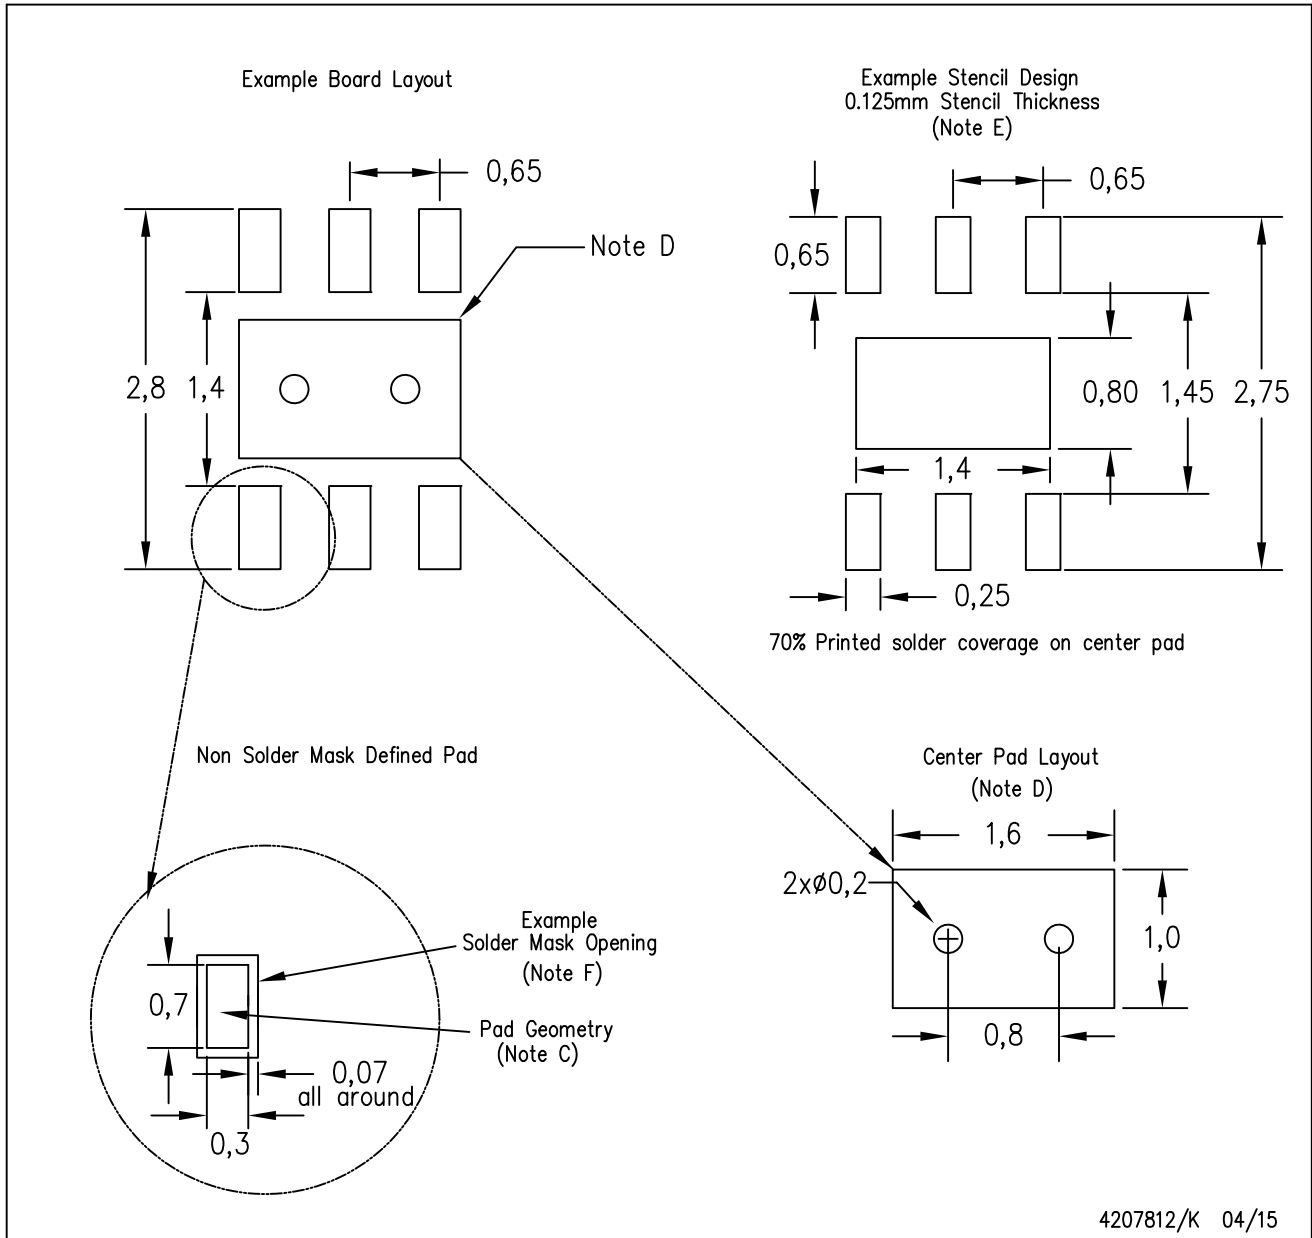 Example Board Layout
0,65
Note D
2,8
1,4
Example Stencil Design
0.125mm Stencil Thickness
(Note E)
0,65
0,65
0,80
1,45
2,75
1,4
0,25
70% Printed solder coverage on center pad
Non Solder Mask Defined Pad
Example
Solder Mask Opening
(Note F)
0,7
Pad Geometry
(Note C)
0,07
all around
0,3
Center Pad Layout
(Note D)
1,6
2xø0,2
1,0
0,8
4207812/K 04/15